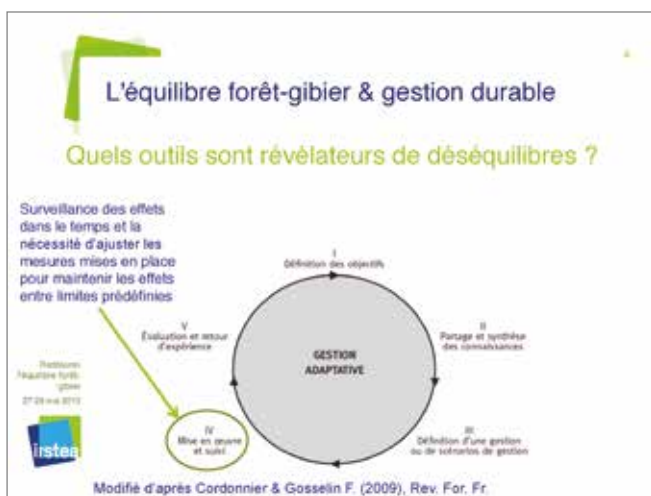 L'équilibre forêt-gibier & gestion durable
Quels outils sont révélateurs de déséquilibres ?
Surveillance des effets
dans le temps et la
nécessité d'ajuster les
mesures mises en place
pour maintenir les effets
entre limites prédéfinies
I
Définition des objectifs
V
Évaluation et retour
d'expérience
II
Partage et synthèse
des connaissances
GESTION
ADAPTATIVE
l'équilibre forêt-
gibier
IV
Mise en œuvre
et suivi
III
Définition d'une gestion
ou de scénarios de gestion
irstea
Modifié d'après Cordonnier & Gosselin F. (2009), Rev. For. Fr.